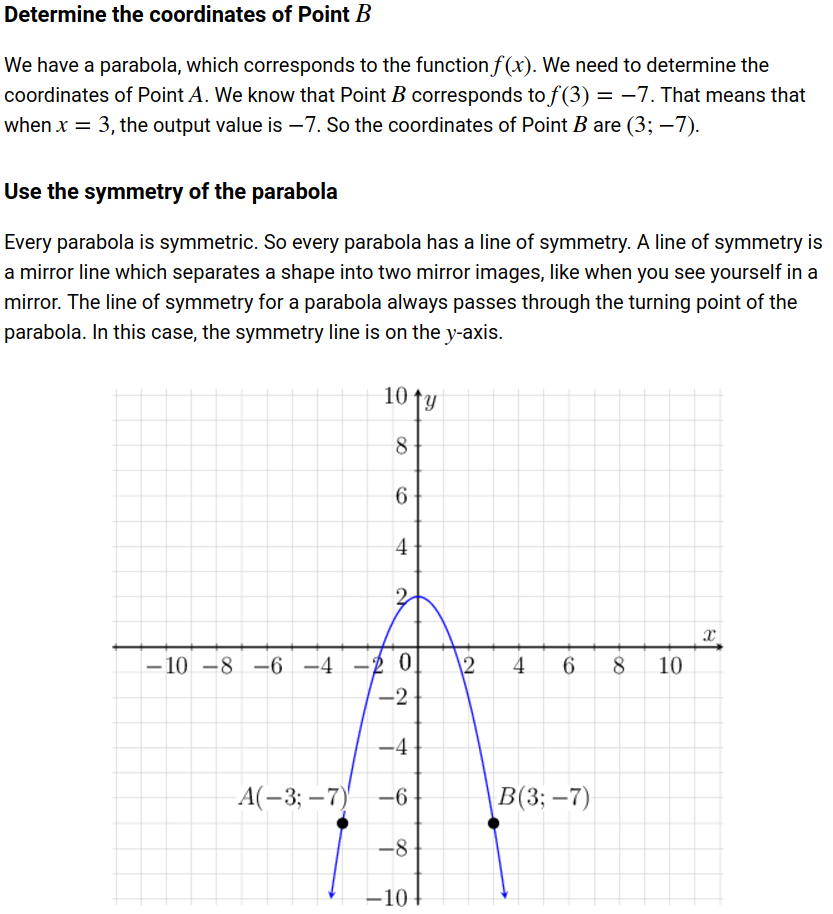 Determine the coordinates of Point B
We have a parabola, which corresponds to the function f(x). We need to determine the
coordinates of Point A. We know that Point B corresponds to f(3) = −7. That means that
when x = 3, the output value is −7. So the coordinates of Point B are (3; −7).
Use the symmetry of the parabola
Every parabola is symmetric. So every parabola has a line of symmetry. A line of symmetry is
a mirror line which separates a shape into two mirror images, like when you see yourself in a
mirror. The line of symmetry for a parabola always passes through the turning point of the
parabola. In this case, the symmetry line is on the y-axis.
10 y
8
6
4
2
x
−10 −8 −6 −4 −2 0 2 4 6 8 10
−2
−4
A(−3; −7) −6 B(3; −7)
−8
−10